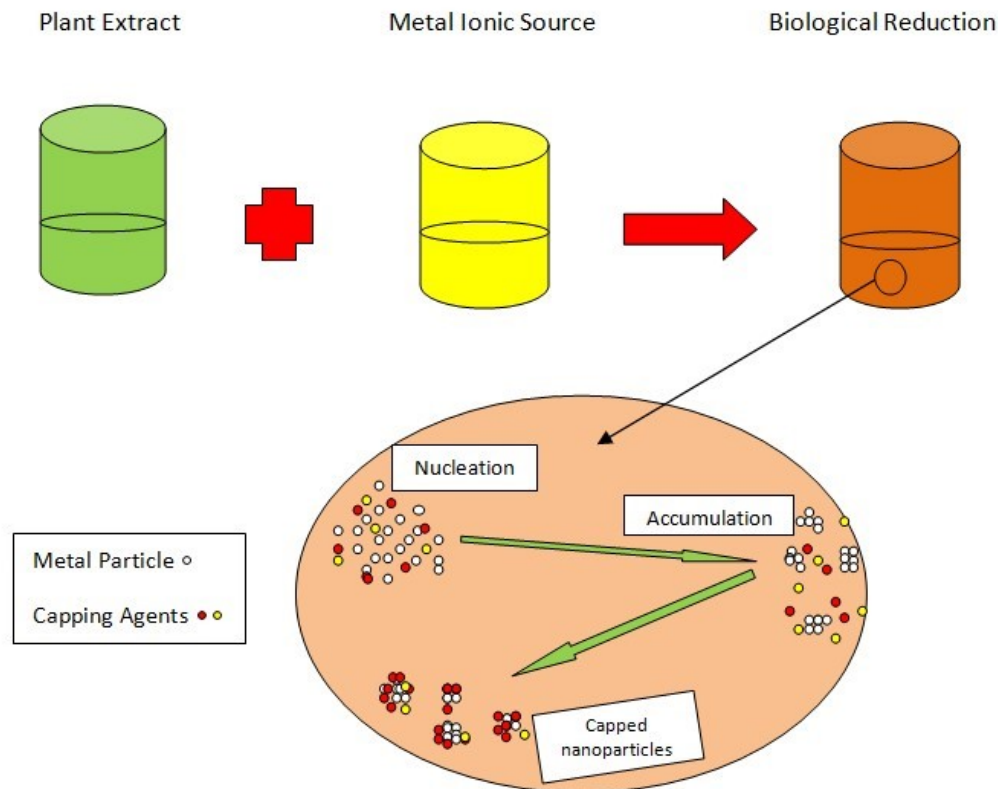 Plant Extract
Metal Ionic Source
Biological Reduction
Nucleation
Accumulation
Metal Particle
Capping Agents
Capped
nanoparticles